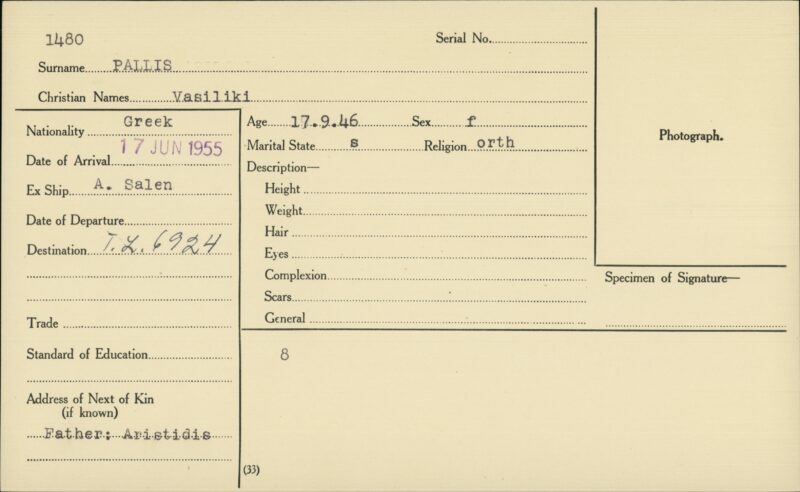 1480
Serial No.
Surname PALLIS
Christian Names Vasiliki
Nationality Greek
Date of Arrival 17 JUN 1955
Ex Ship A. Salen
Date of Departure
Destination T.L. 6924
Trade
Standard of Education
Address of Next of Kin
(if known)
Father: Aristidis
Age 17.9.46 Sex f
Marital State s Religion orth
Description—
Height
Weight
Hair
Eyes
Complexion
Scars
General
8
(33)
Photograph.
Specimen of Signature—